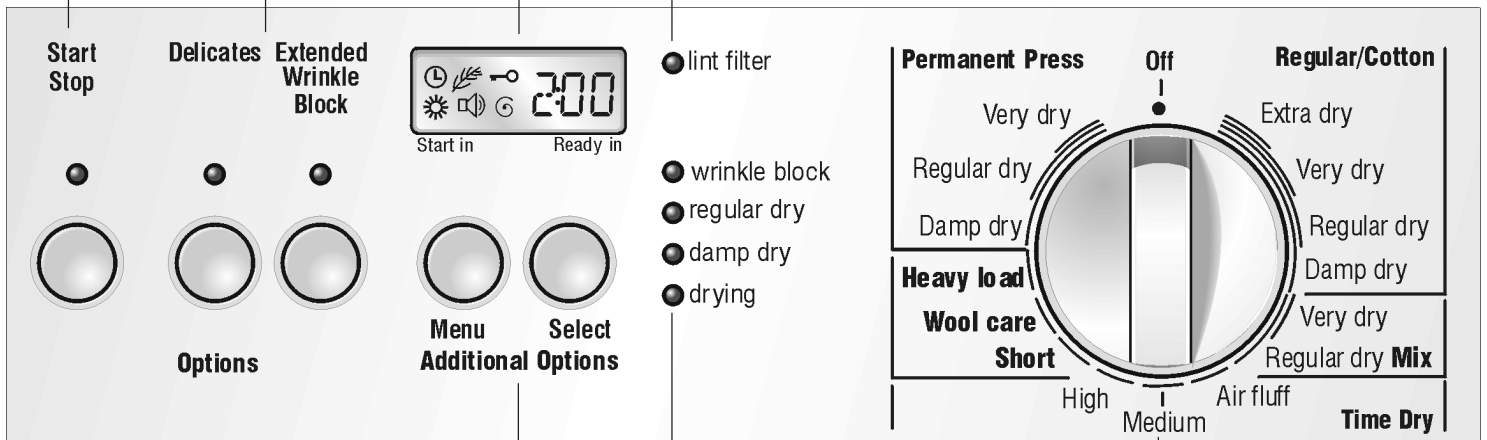 Start
Stop
Delicates
Extended
Wrinkle
Block
2:00
Start in
Ready in
lint filter
wrinkle block
regular dry
damp dry
drying
Menu
Select
Options
Additional Options
Permanent Press
Off
Regular/Cotton
Very dry
Extra dry
Regular dry
Very dry
Damp dry
Regular dry
Damp dry
Heavy load
Wool care
Very dry
Short
Regular dry Mix
High
Medium
Air fluff
Time Dry